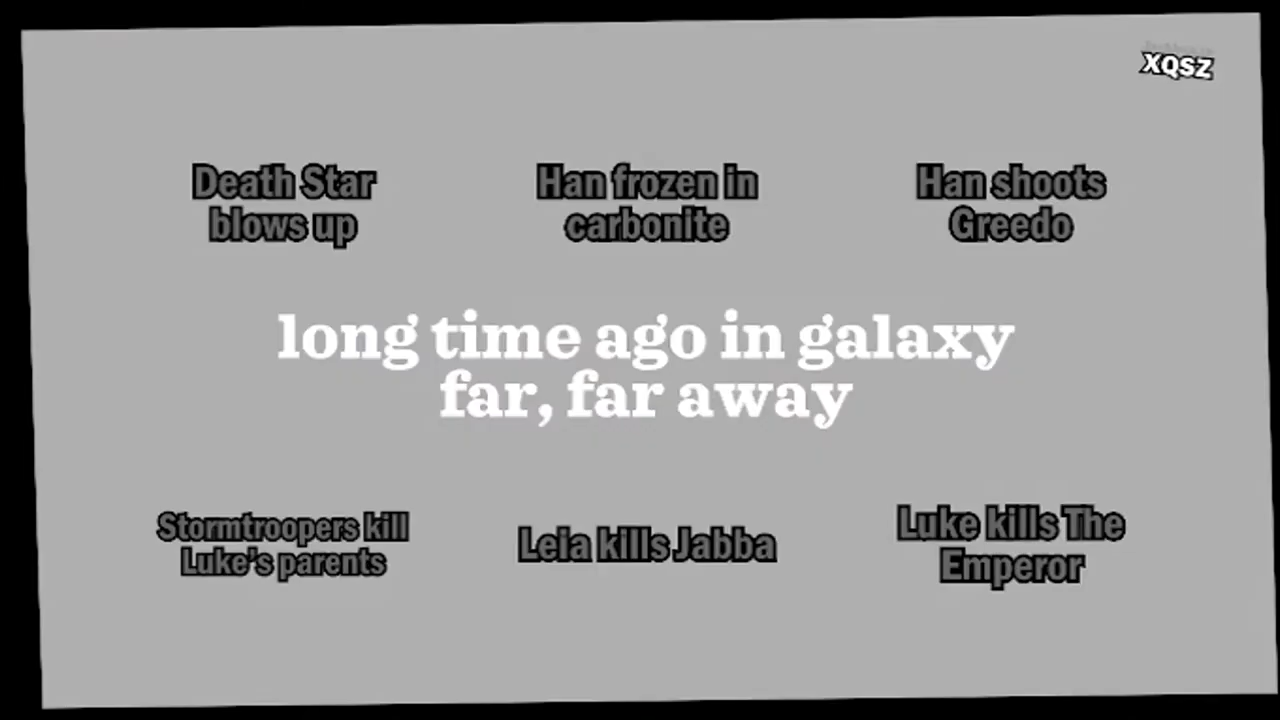 XQSZ
Death Star
blows up
Han frozen in
carbonite
Han shoots
Greedo
long time ago in galaxy
far, far away
Stormtroopers kill
Luke's parents
Leia kills Jabba
Luke kills The
Emperor